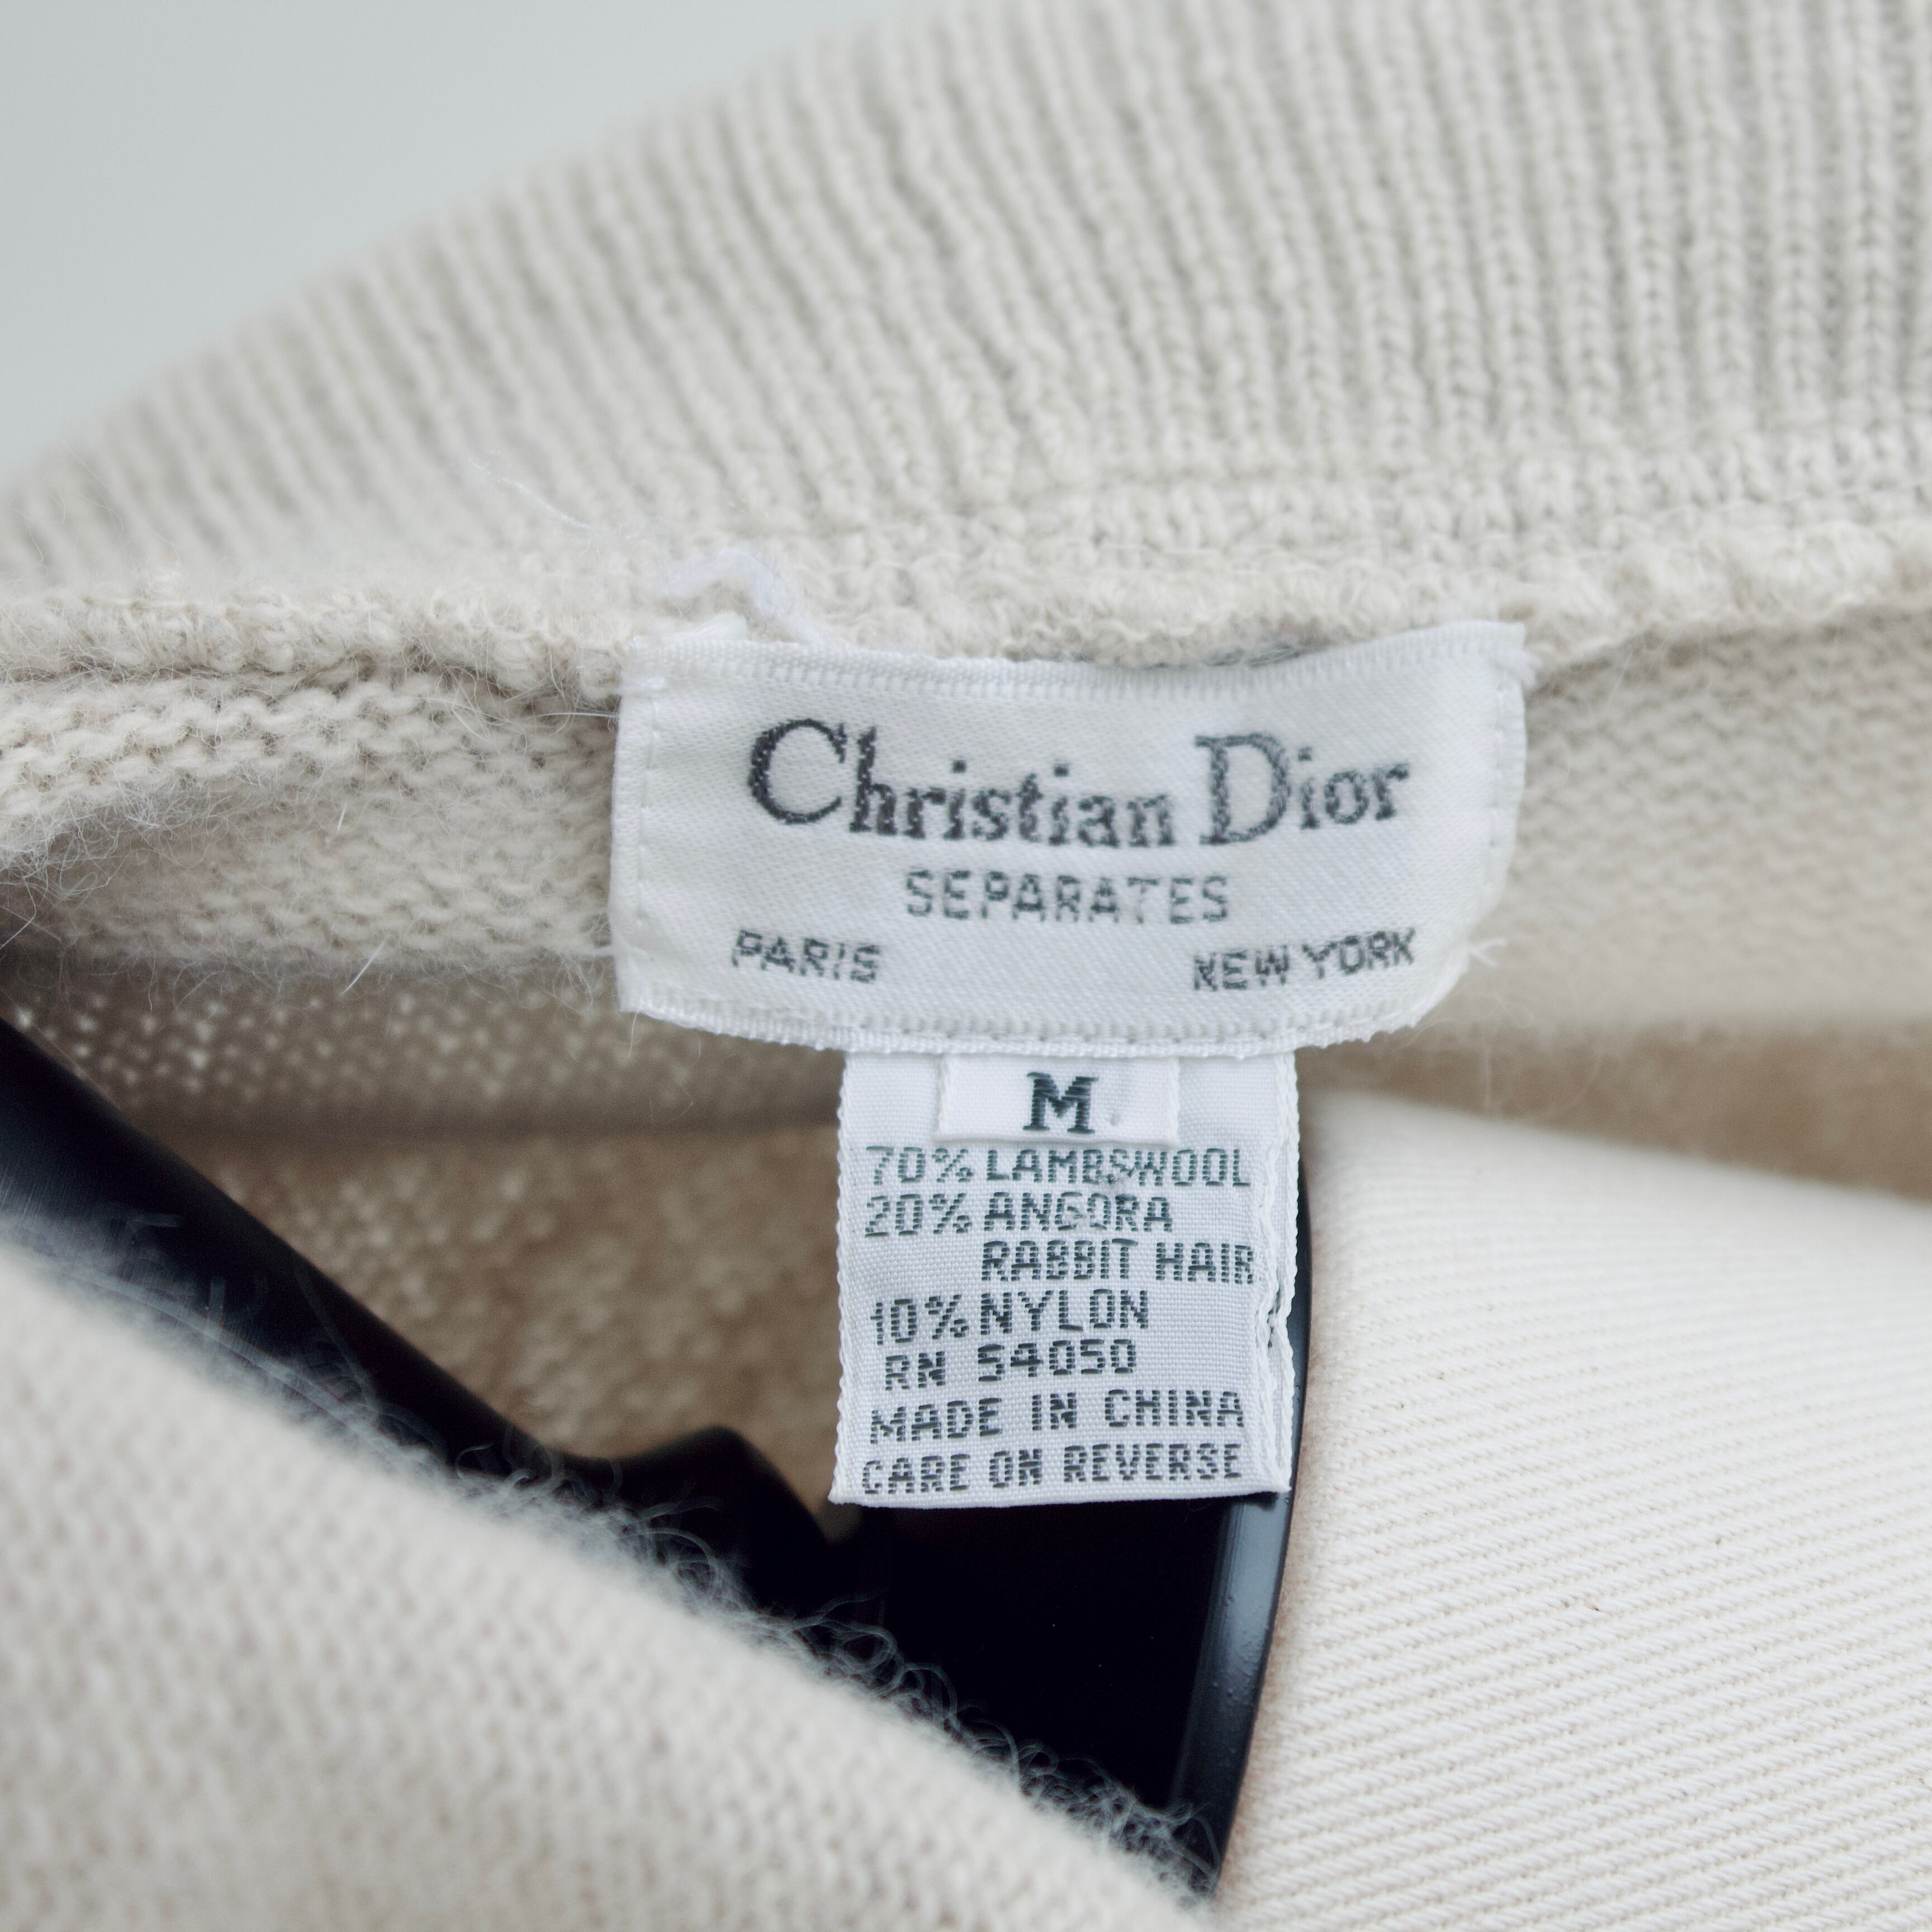 Christian Dior
SEPARATES
PARIS NEW YORK
M
70% LAMBSWOOL
20% ANGORA
RABBIT HAIR
10% NYLON
RN 54050
MADE IN CHINA
CARE ON REVERSE